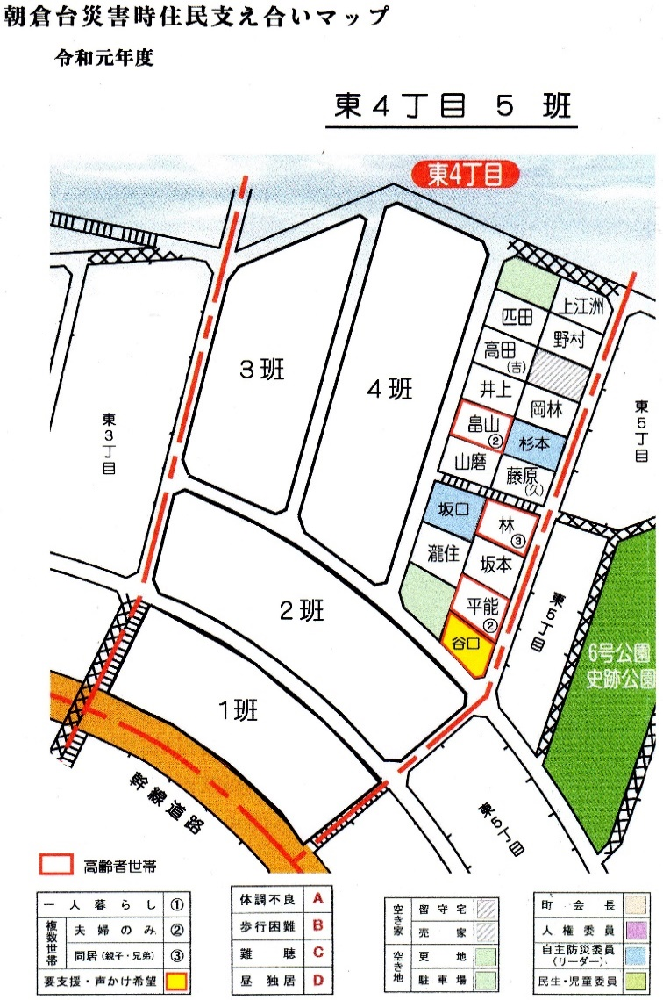 朝倉台災害時住民支え合いマップ
令和元年度
東4丁目 5 班
東4丁目
上江洲
匹田
野村
高田
(吉)
3班
4班
井上
岡林
東3丁目
東5丁目
畠山
②
杉本
山磨
藤原
(久)
坂口
林
③
瀧住
坂本
2班
平能
②
東5丁目
谷口
6号公園
史跡公園
1班
幹線道路
東5丁目
高齢者世帯
一人暮らし ①
複数世帯
夫婦のみ ②
同居(親子・兄弟) ③
要支援・声かけ希望
体調不良 A
歩行困難 B
難聴 C
昼独居 D
空き家
留守宅
売家
空き地
更地
駐車場
町会長
人権委員
自主防災委員
(リーダー)
民生・児童委員